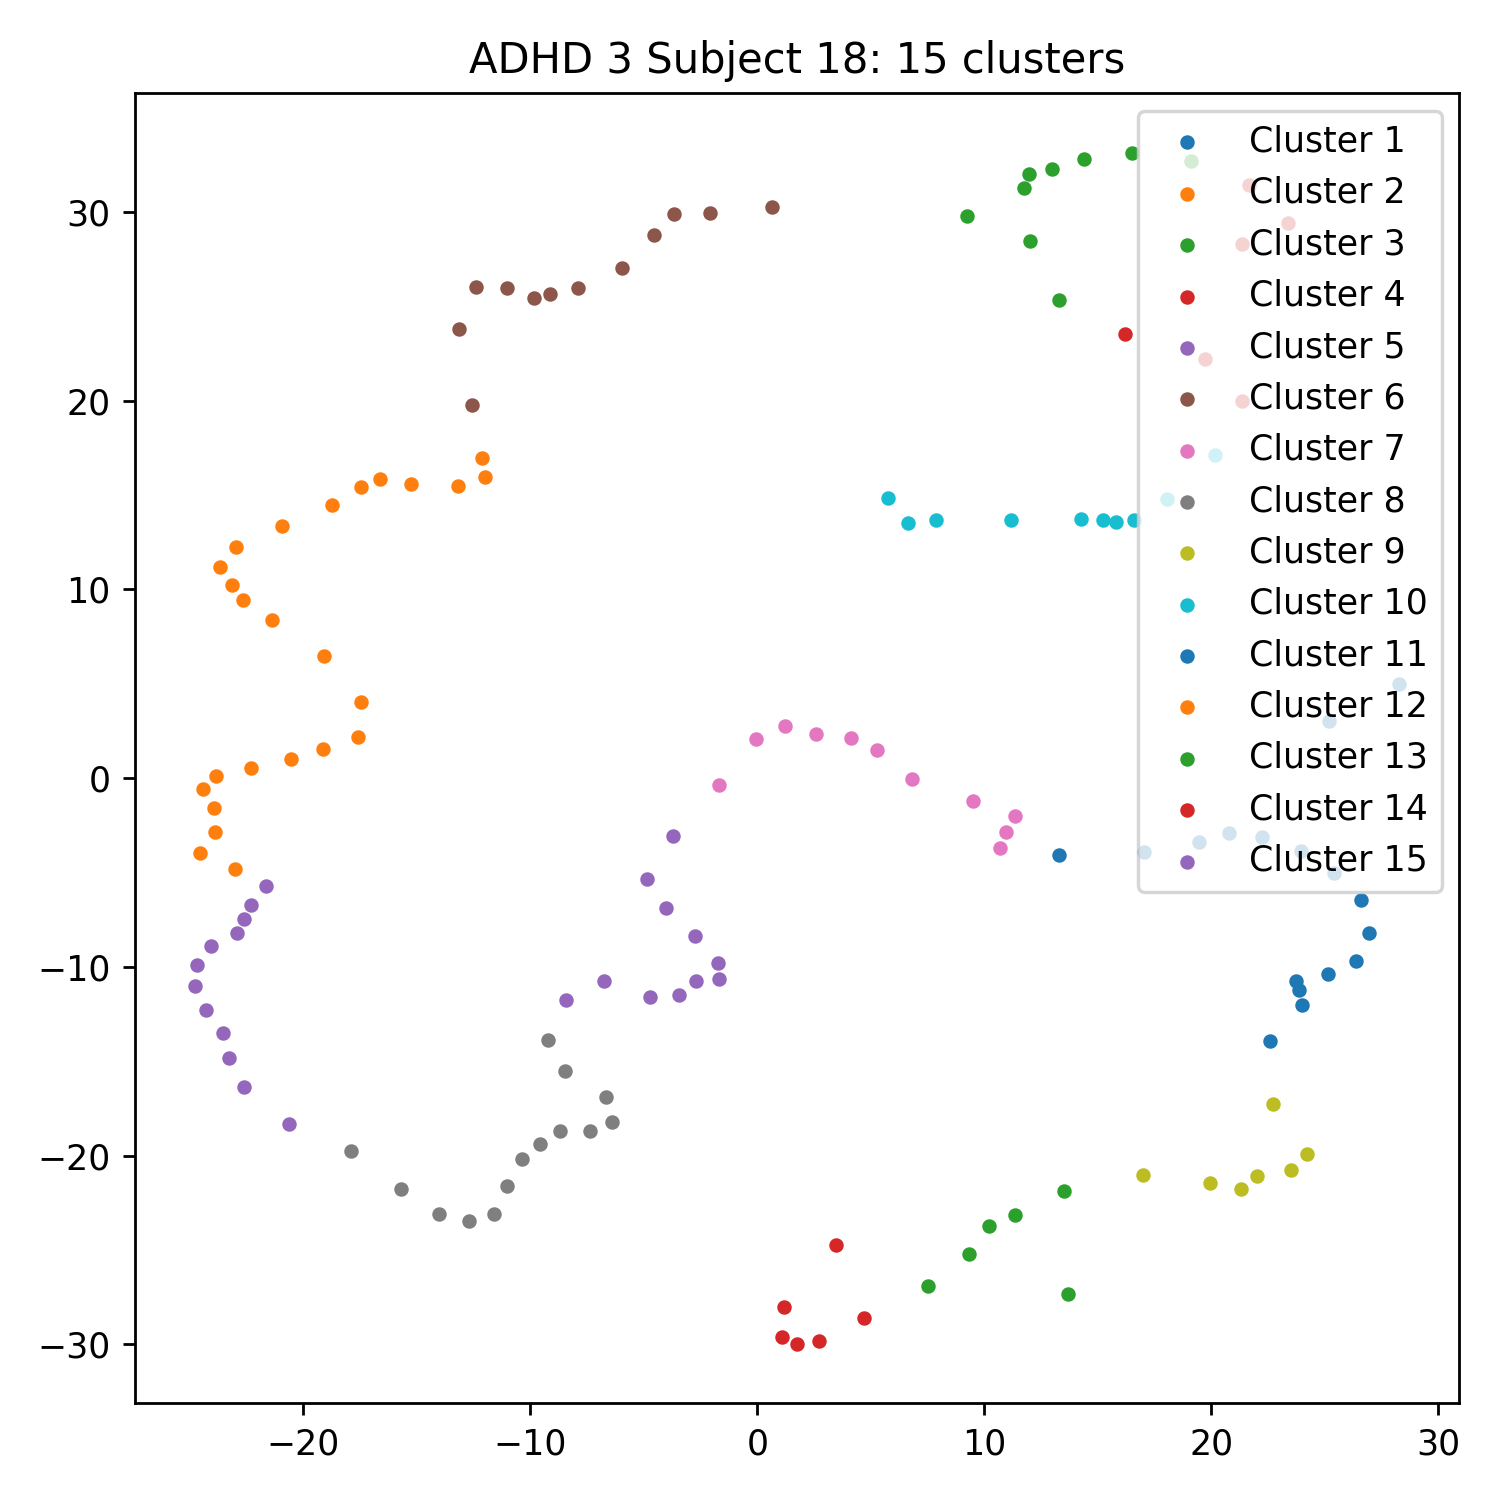 ADHD 3 Subject 18: 15 clusters
Cluster 1
Cluster 2
Cluster 3
Cluster 4
Cluster 5
Cluster 6
Cluster 7
Cluster 8
Cluster 9
Cluster 10
Cluster 11
Cluster 12
Cluster 13
Cluster 14
Cluster 15
30
20
10
0
−10
−20
−30
−20 −10 0 10 20 30